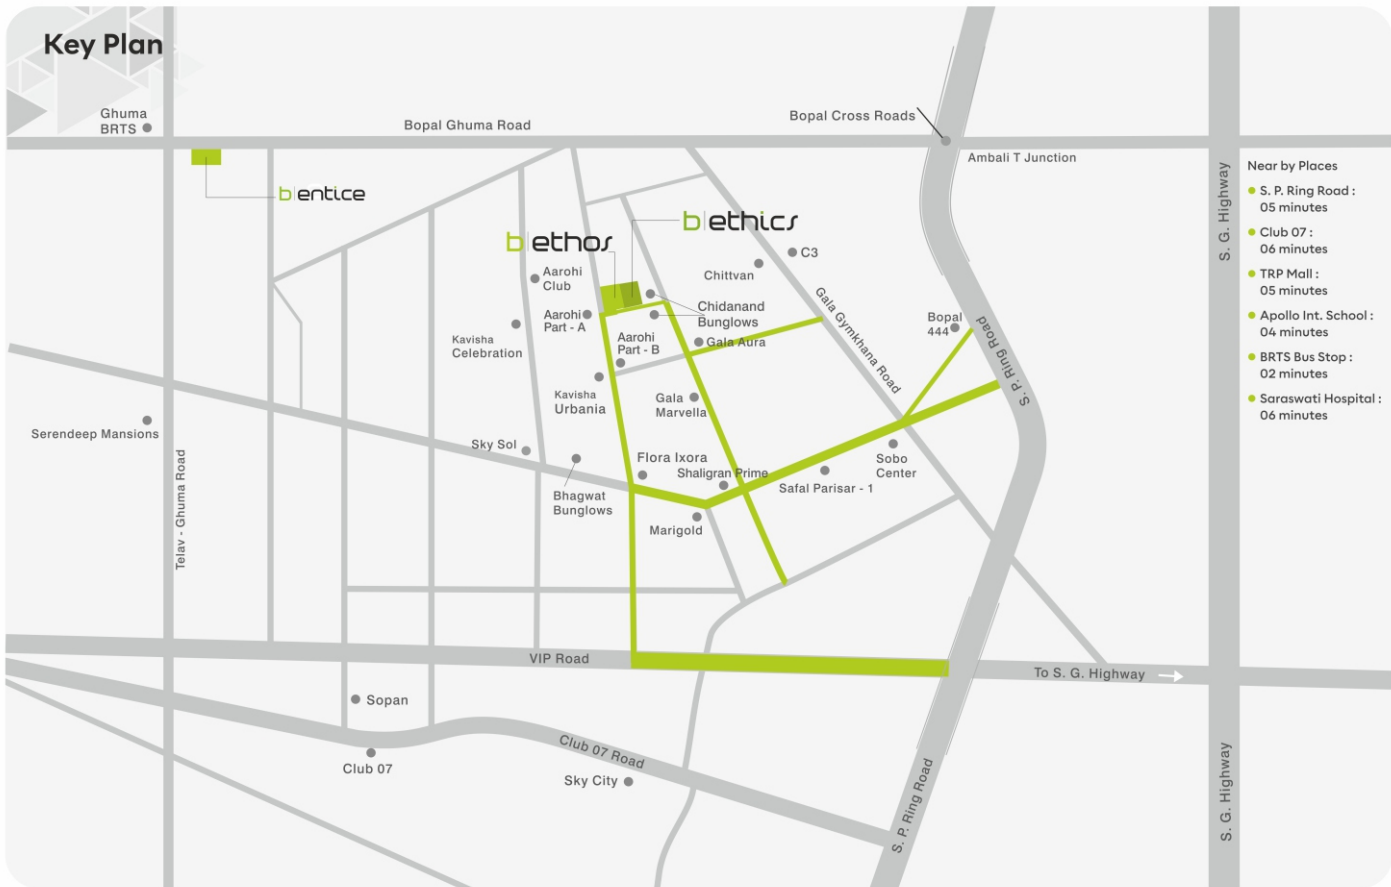 Key Plan
Ghuma
BRTS
Bopal Ghuma Road
Bopal Cross Roads
Ambali T Junction
S. G. Highway
Near by Places
S. P. Ring Road :
05 minutes
Club 07 :
06 minutes
TRP Mall :
05 minutes
Apollo Int. School :
04 minutes
BRTS Bus Stop :
02 minutes
Saraswati Hospital :
06 minutes
b|entice
b|ethics
b|ethos
C3
Chittvan
Aarohi
Club
Gala Gymkhana Road
Chidanand
Bunglows
Aarohi
Part - A
Bopal
444
S. P. Ring Road
Kavisha
Celebration
Aarohi
Part - B
Gala Aura
Kavisha
Urbania
Gala
Marvella
Serendeep Mansions
Telav - Ghuma Road
Sky Sol
Flora Ixora
Shaligran Prime
Sobo
Center
Safal Parisar - 1
Bhagwat
Bunglows
Marigold
VIP Road
To S. G. Highway
Sopan
Club 07
Club 07 Road
Sky City
S. P. Ring Road
S. G. Highway